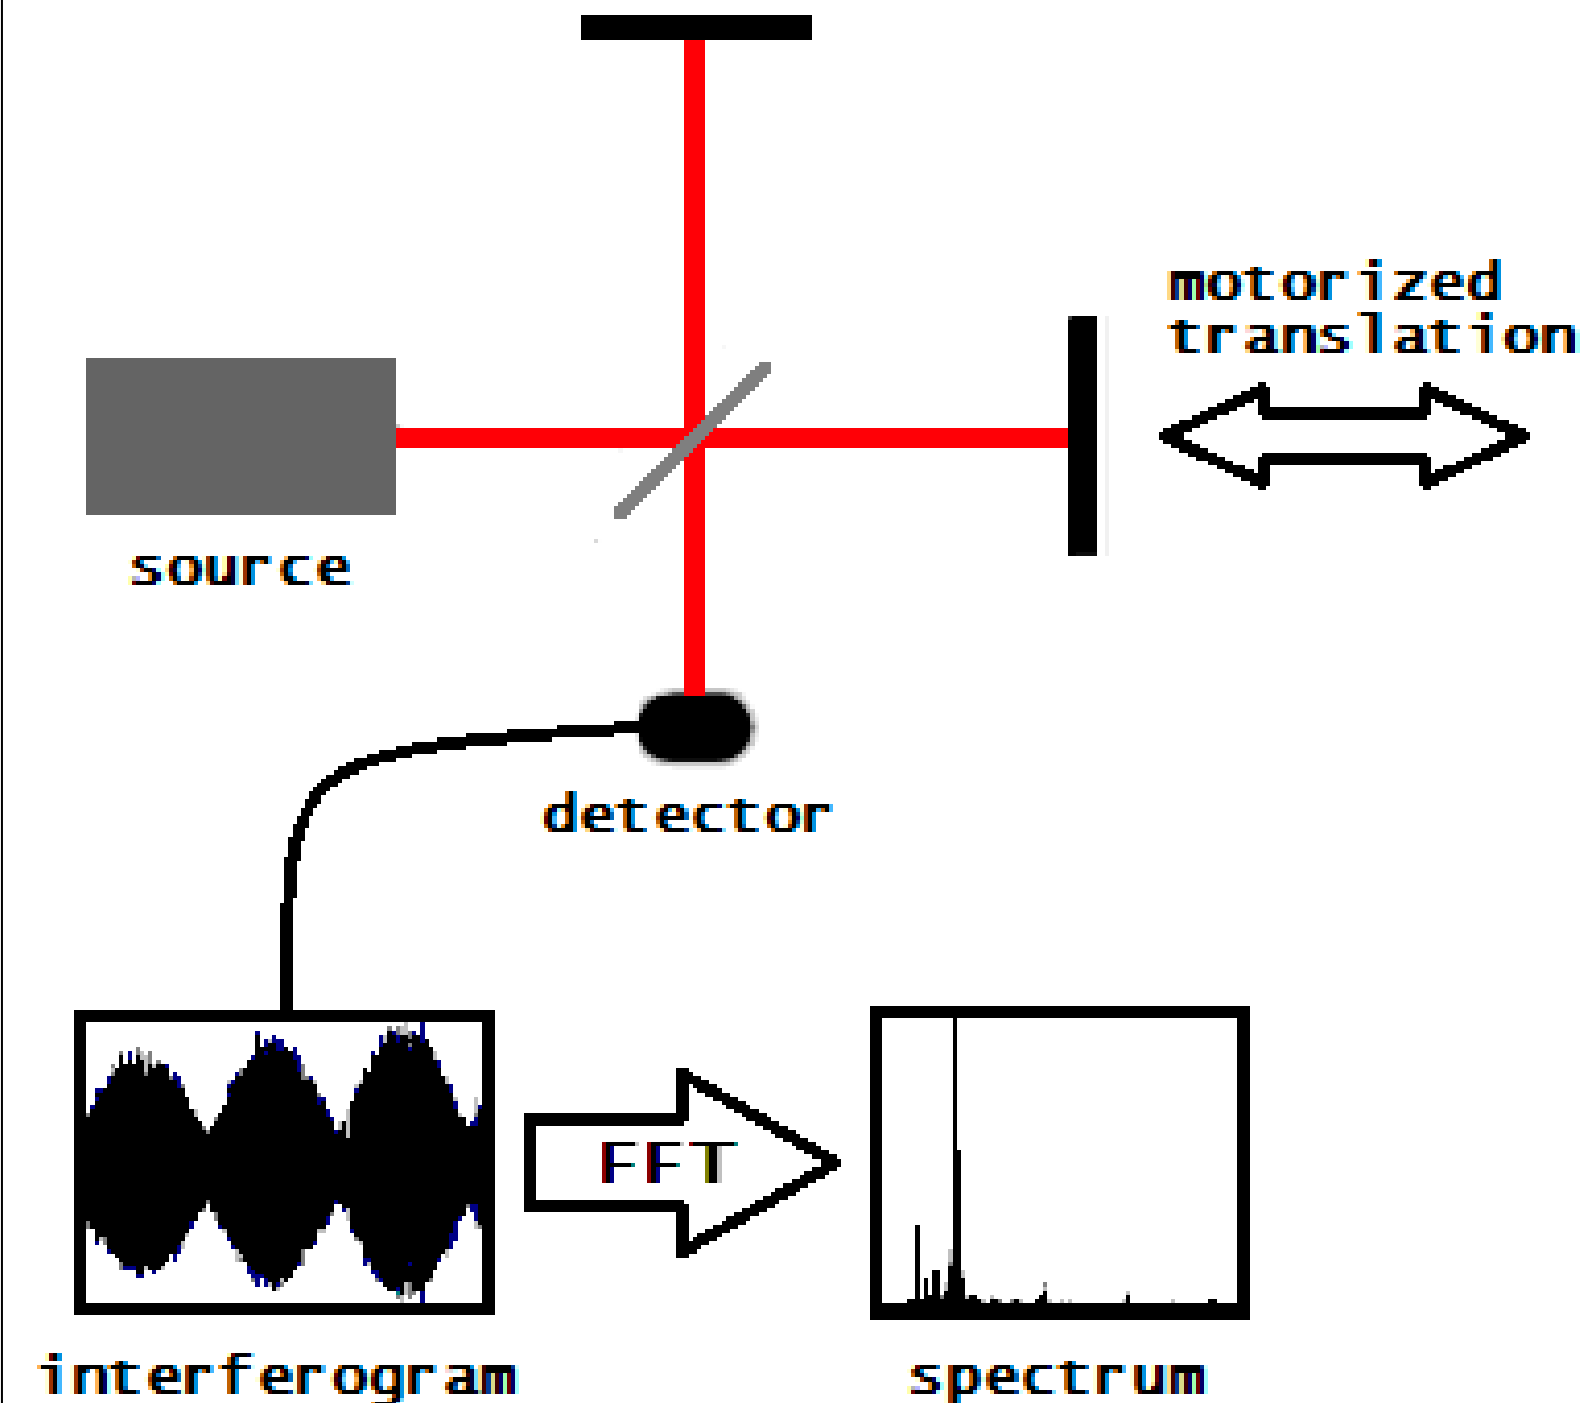 motorized
translation
source
detector
FFT
interferogram
spectrum